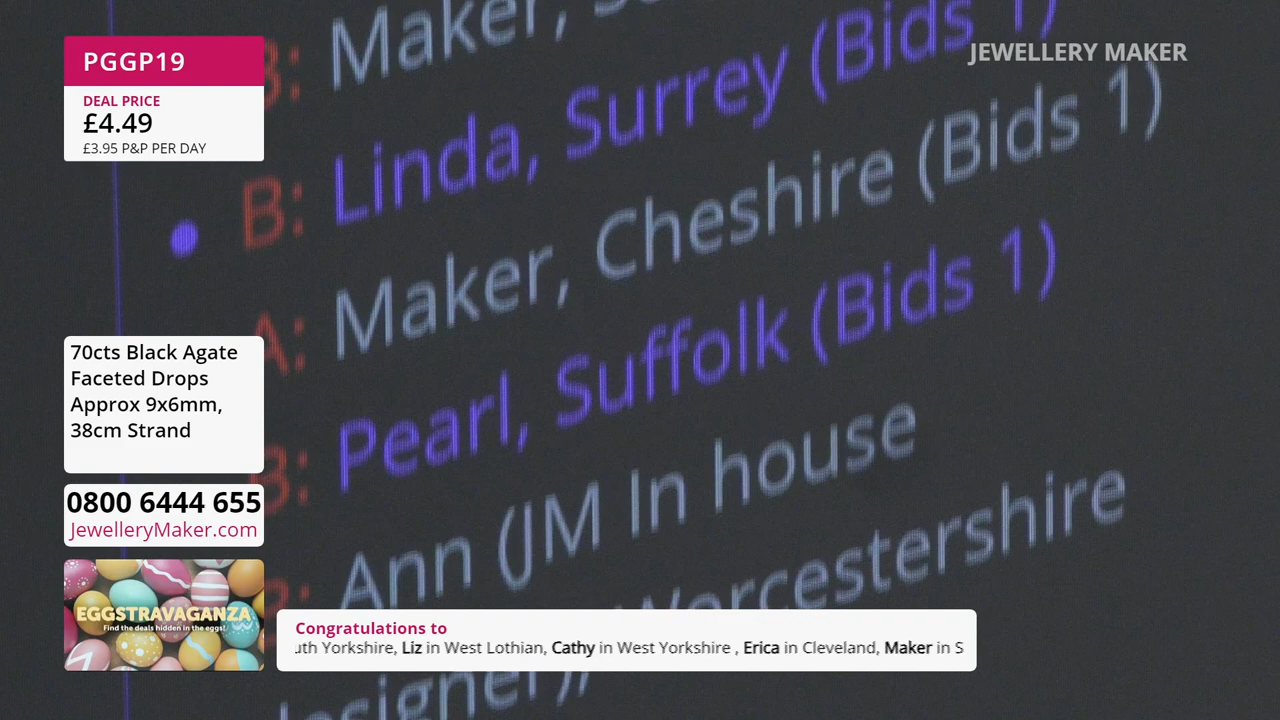 PGGP19
DEAL PRICE
£4.49
£3.95 P&P PER DAY
JEWELLERY MAKER
B: Maker,
B: Linda, Surrey (Bids 1)
A: Maker, Cheshire (Bids 1)
B: Pearl, Suffolk (Bids 1)
B: Ann (JM In house
Worcestershire
70cts Black Agate
Faceted Drops
Approx 9x6mm,
38cm Strand
0800 6444 655
JewelleryMaker.com
EGGSTRAVAGANZA
Find the deals hidden in the eggs!
Congratulations to
uth Yorkshire, Liz in West Lothian, Cathy in West Yorkshire , Erica in Cleveland, Maker in S